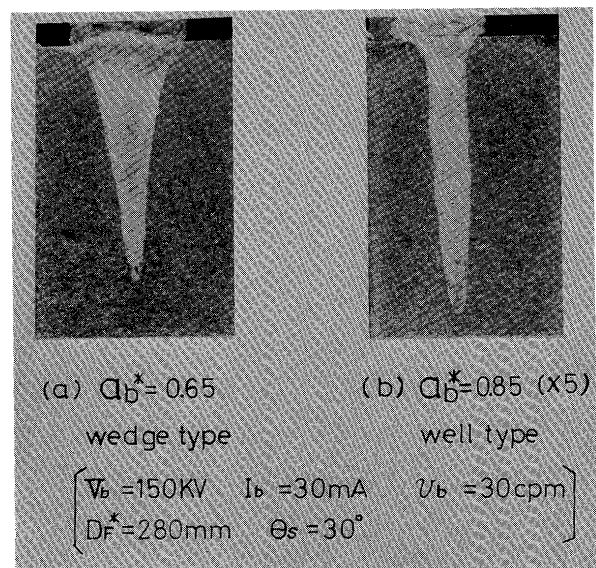 (a) ab*= 0.65
(b) ab*=0.85 (X5)
wedge type
well type
Vb =150KV Ib =30mA υb =30cpm
DF*=280mm θs=30°